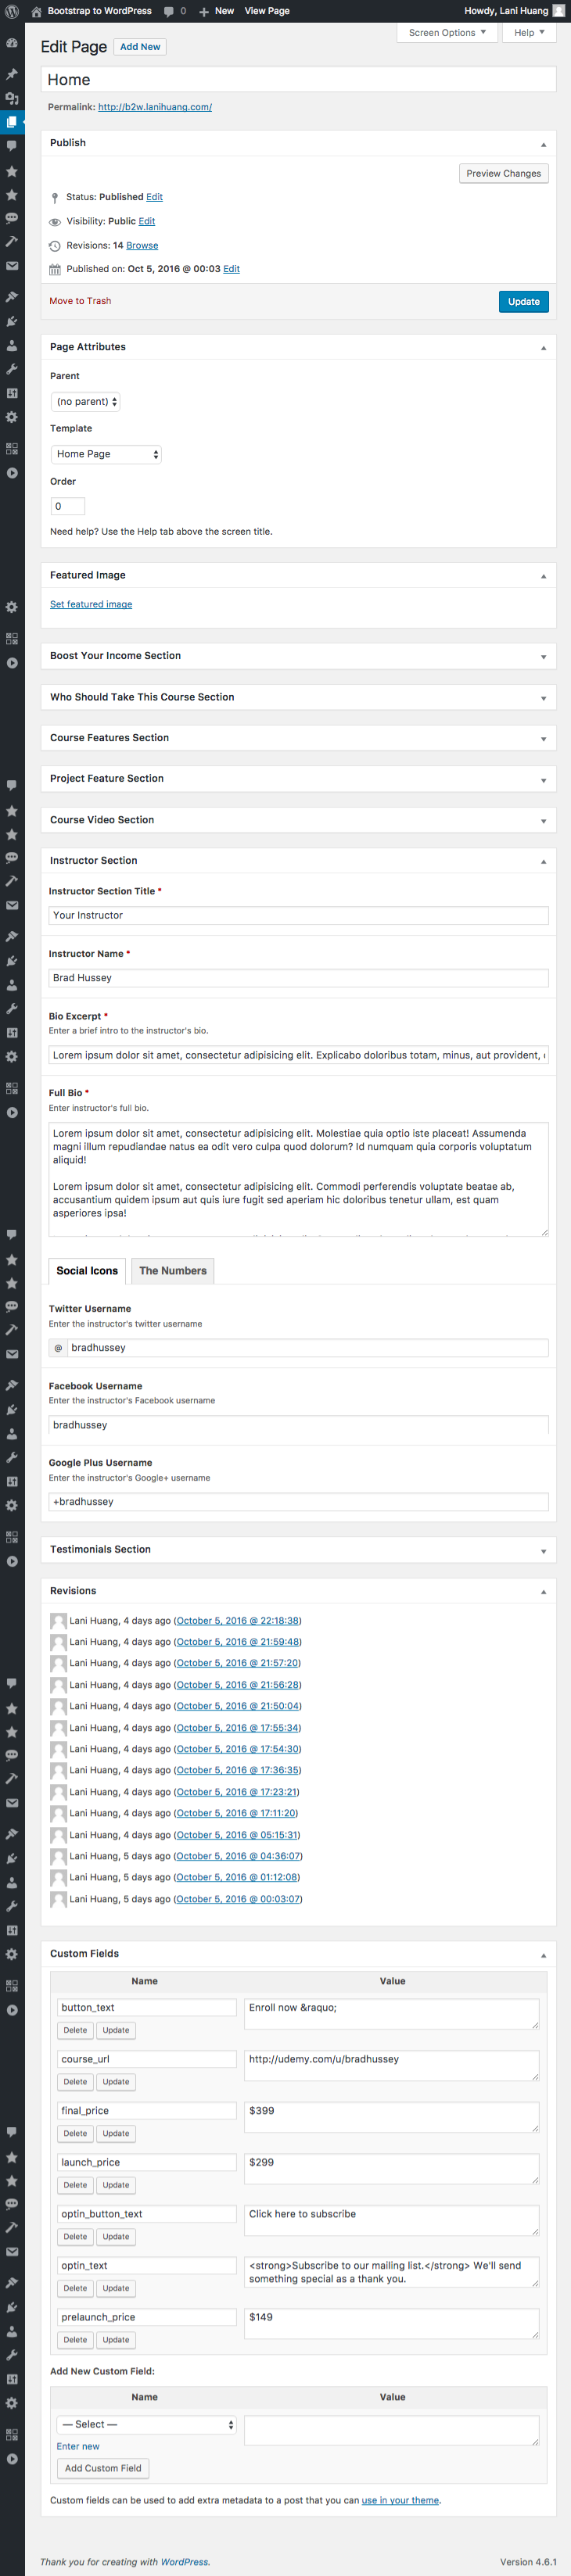 Bootstrap to WordPress 0 New View Page Howdy, Lani Huang
Screen Options Help
Edit Page Add New
Home
Permalink: http://b2w.lanihuang.com/
Publish
Preview Changes
Status: Published Edit
Visibility: Public Edit
Revisions: 14 Browse
Published on: Oct 5, 2016 @ 00:03 Edit
Move to Trash Update
Page Attributes
Parent
(no parent)
Template
Home Page
Order
0
Need help? Use the Help tab above the screen title.
Featured Image
Set featured image
Boost Your Income Section
Who Should Take This Course Section
Course Features Section
Project Feature Section
Course Video Section
Instructor Section
Instructor Section Title *
Your Instructor
Instructor Name *
Brad Hussey
Bio Excerpt *
Enter a brief intro to the instructor's bio.
Lorem ipsum dolor sit amet, consectetur adipisicing elit. Explicabo doloribus totam, minus, aut provident,
Full Bio *
Enter instructor's full bio.
Lorem ipsum dolor sit amet, consectetur adipisicing elit. Molestiae quia optio iste placeat! Assumenda
magni illum repudiandae natus ea odit vero culpa quod dolorum? Id numquam quia corporis voluptatum
aliquid!
Lorem ipsum dolor sit amet, consectetur adipisicing elit. Commodi perferendis voluptate beatae ab,
accusantium quidem ipsum aut quis iure fugit sed aperiam hic doloribus tenetur ullam, est quam
asperiores ipsa!
Social Icons The Numbers
Twitter Username
Enter the instructor's twitter username
@ bradhussey
Facebook Username
Enter the instructor's Facebook username
bradhussey
Google Plus Username
Enter the instructor's Google+ username
+bradhussey
Testimonials Section
Revisions
Lani Huang, 4 days ago (October 5, 2016 @ 22:18:38)
Lani Huang, 4 days ago (October 5, 2016 @ 21:59:48)
Lani Huang, 4 days ago (October 5, 2016 @ 21:57:20)
Lani Huang, 4 days ago (October 5, 2016 @ 21:56:28)
Lani Huang, 4 days ago (October 5, 2016 @ 21:50:04)
Lani Huang, 4 days ago (October 5, 2016 @ 17:55:34)
Lani Huang, 4 days ago (October 5, 2016 @ 17:54:30)
Lani Huang, 4 days ago (October 5, 2016 @ 17:36:35)
Lani Huang, 4 days ago (October 5, 2016 @ 17:23:21)
Lani Huang, 4 days ago (October 5, 2016 @ 17:11:20)
Lani Huang, 4 days ago (October 5, 2016 @ 05:15:31)
Lani Huang, 5 days ago (October 5, 2016 @ 04:36:07)
Lani Huang, 5 days ago (October 5, 2016 @ 01:12:08)
Lani Huang, 5 days ago (October 5, 2016 @ 00:03:07)
Custom Fields
Name Value
button_text Enroll now &raquo;
Delete Update
course_url http://udemy.com/u/bradhussey
Delete Update
final_price $399
Delete Update
launch_price $299
Delete Update
optin_button_text Click here to subscribe
Delete Update
optin_text <strong>Subscribe to our mailing list.</strong> We'll send
something special as a thank you.
Delete Update
prelaunch_price $149
Delete Update
Add New Custom Field:
Name Value
— Select —
Enter new
Add Custom Field
Custom fields can be used to add extra metadata to a post that you can use in your theme.
Thank you for creating with WordPress. Version 4.6.1